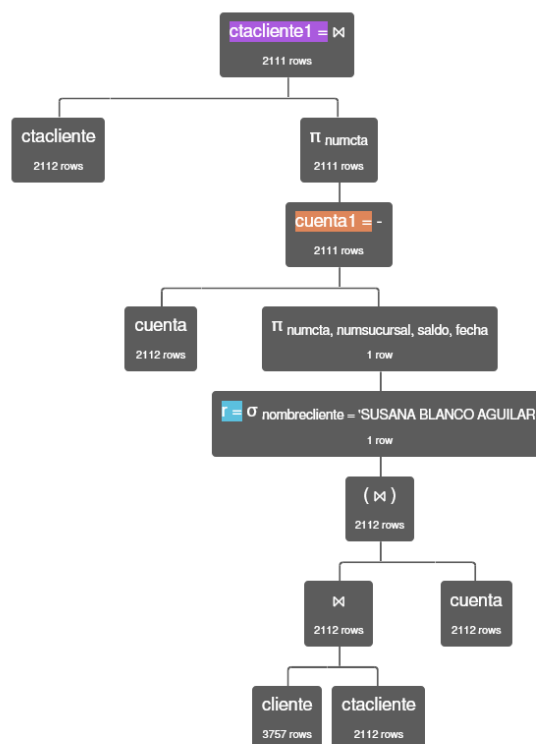 ctacliente1 = ⋈
2111 rows
ctacliente
2112 rows
π numcta
2111 rows
cuenta1 = -
2111 rows
cuenta
2112 rows
π numcta, numsucursal, saldo, fecha
1 row
r = σ nombrecliente = 'SUSANA BLANCO AGUILAR
1 row
( ⋈ )
2112 rows
⋈
2112 rows
cuenta
2112 rows
cliente
3757 rows
ctacliente
2112 rows